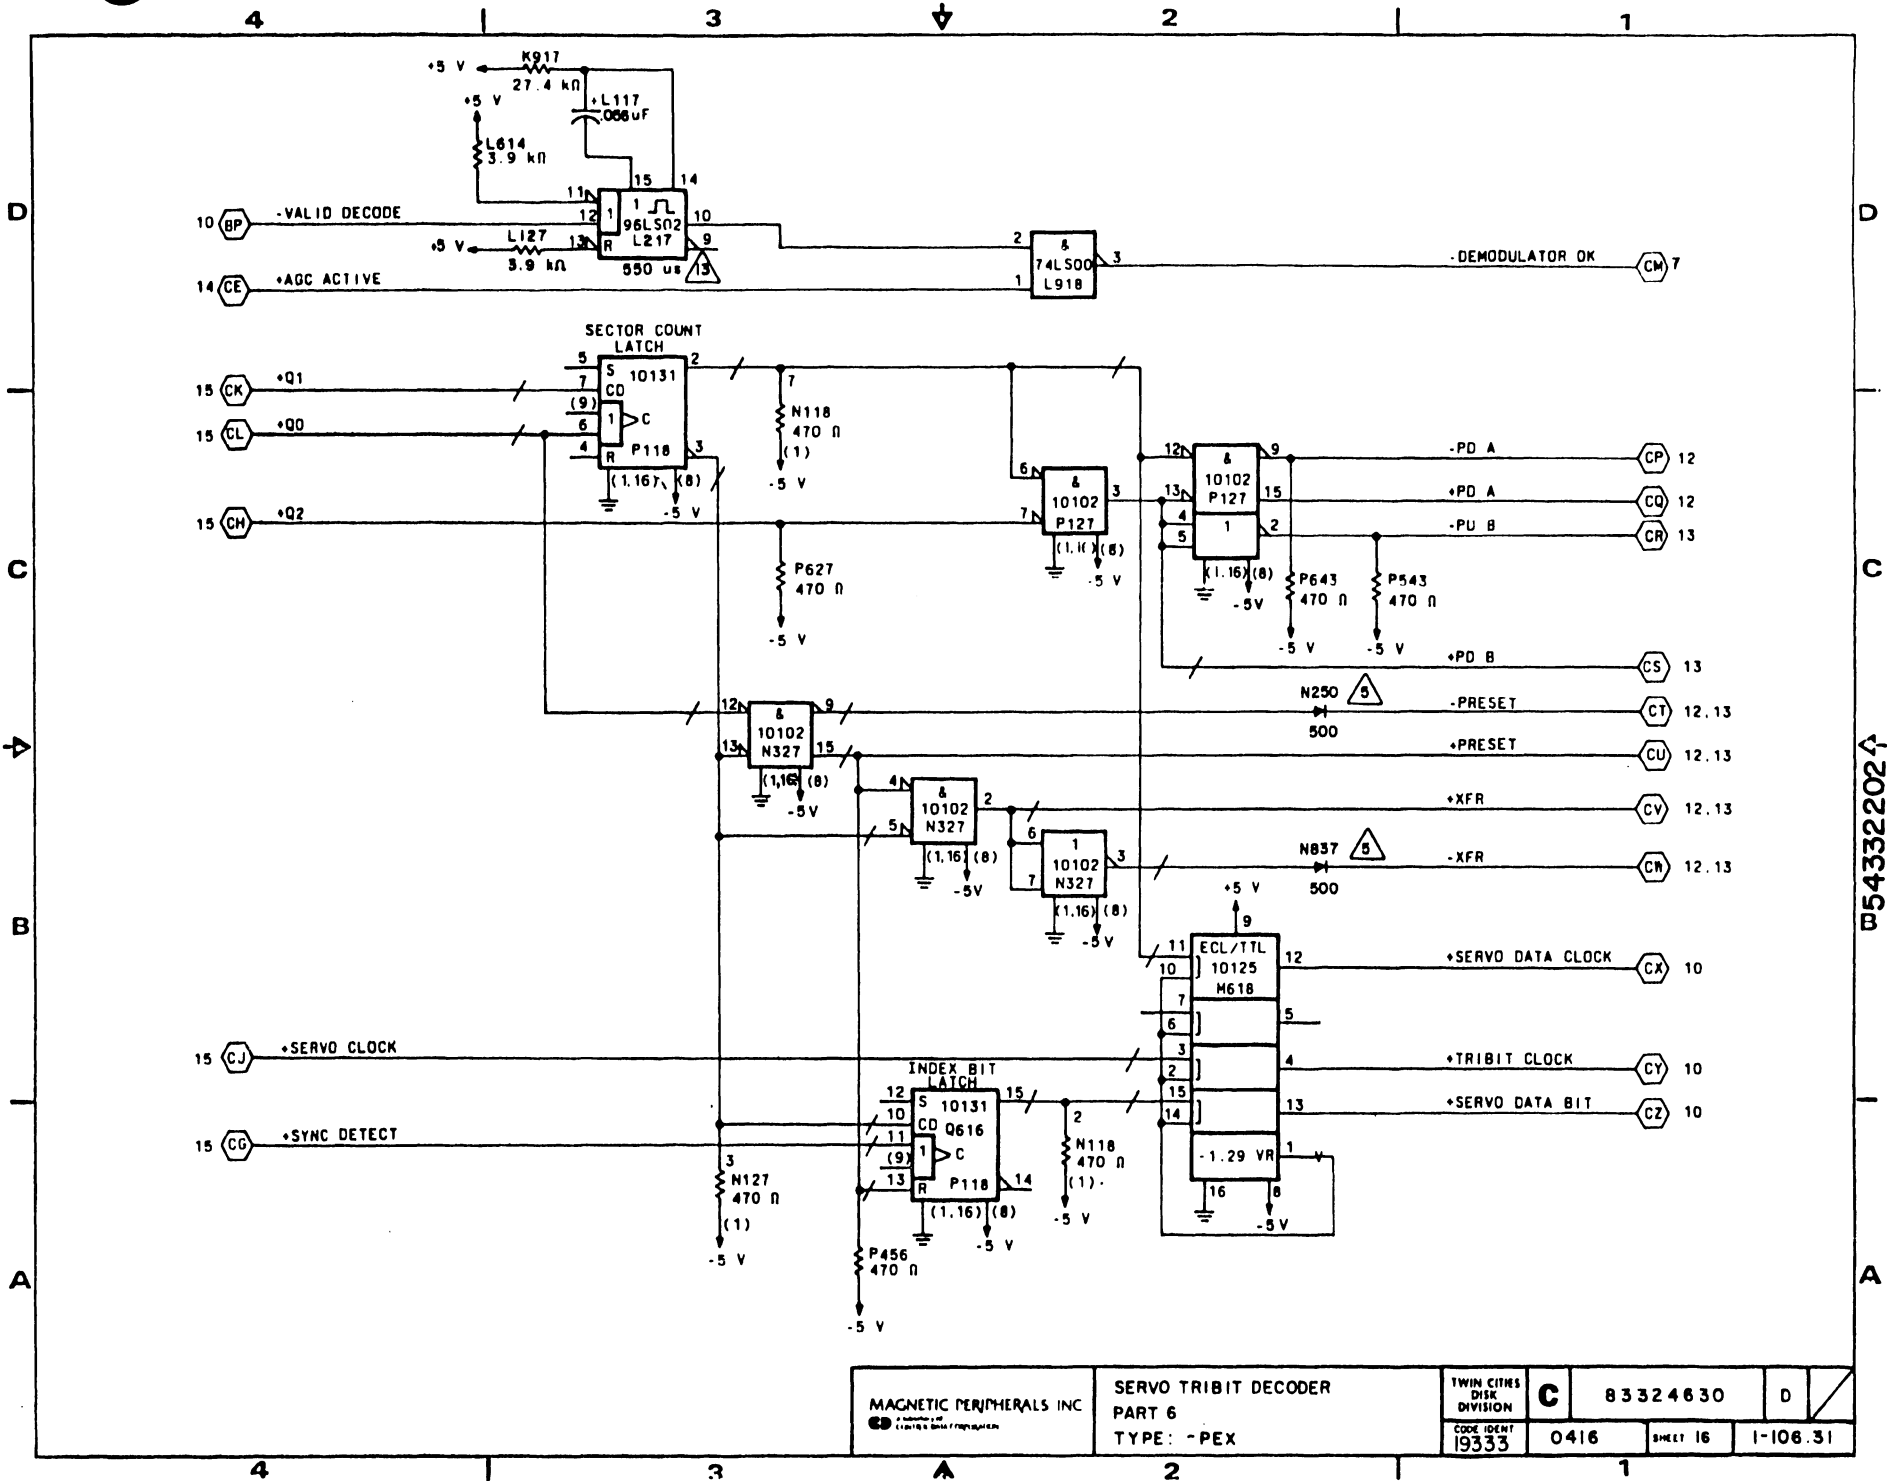 4 3 2 1
+5 V K917
27.4 kΩ
+5 V
+L117
.056uF
L614
3.9 kΩ
15 14
11
D 10 BP -VALID DECODE 12 1 1 10 D
96LS02
L217
+5 V L127 13 R 9
3.9 kΩ 550 us 13
14 CE +AGC ACTIVE
2 & 3
74LS00
1 L918
-DEMODULATOR OK CM 7
SECTOR COUNT
LATCH
5 S 10131 2
15 CK +Q1 7 CD
(9)
15 CL +Q0 6 1 C
4 R P118 3
(1,16) (8)
-5 V
7
N118
470 Ω
(1)
-5 V
15 CH +Q2
6 & 3
10102
7 P127
(8)
-5 V
12 & 9
10102
13 P127 15
4 1 2
5
(1,16) (8)
-5V
-PD A CP 12
+PD A CQ 12
-PU B CR 13
C C
P627
470 Ω
-5 V
P643
470 Ω
-5 V
P543
470 Ω
-5 V
+PD B CS 13
12 & 9
10102
13 N327 15
(8)
-5V
N250 5
500
-PRESET CT 12,13
+PRESET CU 12,13
4 & 2
10102
5 N327
(1,16) (8)
-5V
+XFR CV 12,13
6 1 3
10102
7 N327
(1,16) (8)
-5V
N837 5
500
-XFR CW 12,13
B B
54332202
+5 V
9
11 ECL/TTL 12
10 10125
M618
+SERVO DATA CLOCK CX 10
7 5
6
15 CJ +SERVO CLOCK 3 4 +TRIBIT CLOCK CY 10
2
15 13 +SERVO DATA BIT CZ 10
14
-1.29 VR 1 V
16 8
-5V
INDEX BIT
LATCH
12 S 10131 15
10 CD Q616
15 CG +SYNC DETECT 11 1 C
(9)
13 R P118 14
(1,16) (8)
-5 V
2
N118
470 Ω
(1)
-5 V
3
N127
470 Ω
(1)
-5 V
P456
470 Ω
-5 V
A A
MAGNETIC PERIPHERALS INC
SERVO TRIBIT DECODER
PART 6
TYPE: -PEX
TWIN CITIES
DISK
DIVISION
C 83324630 D
CODE IDENT
19333
0416 SHEET 16 1-106.31
4 3 2 1